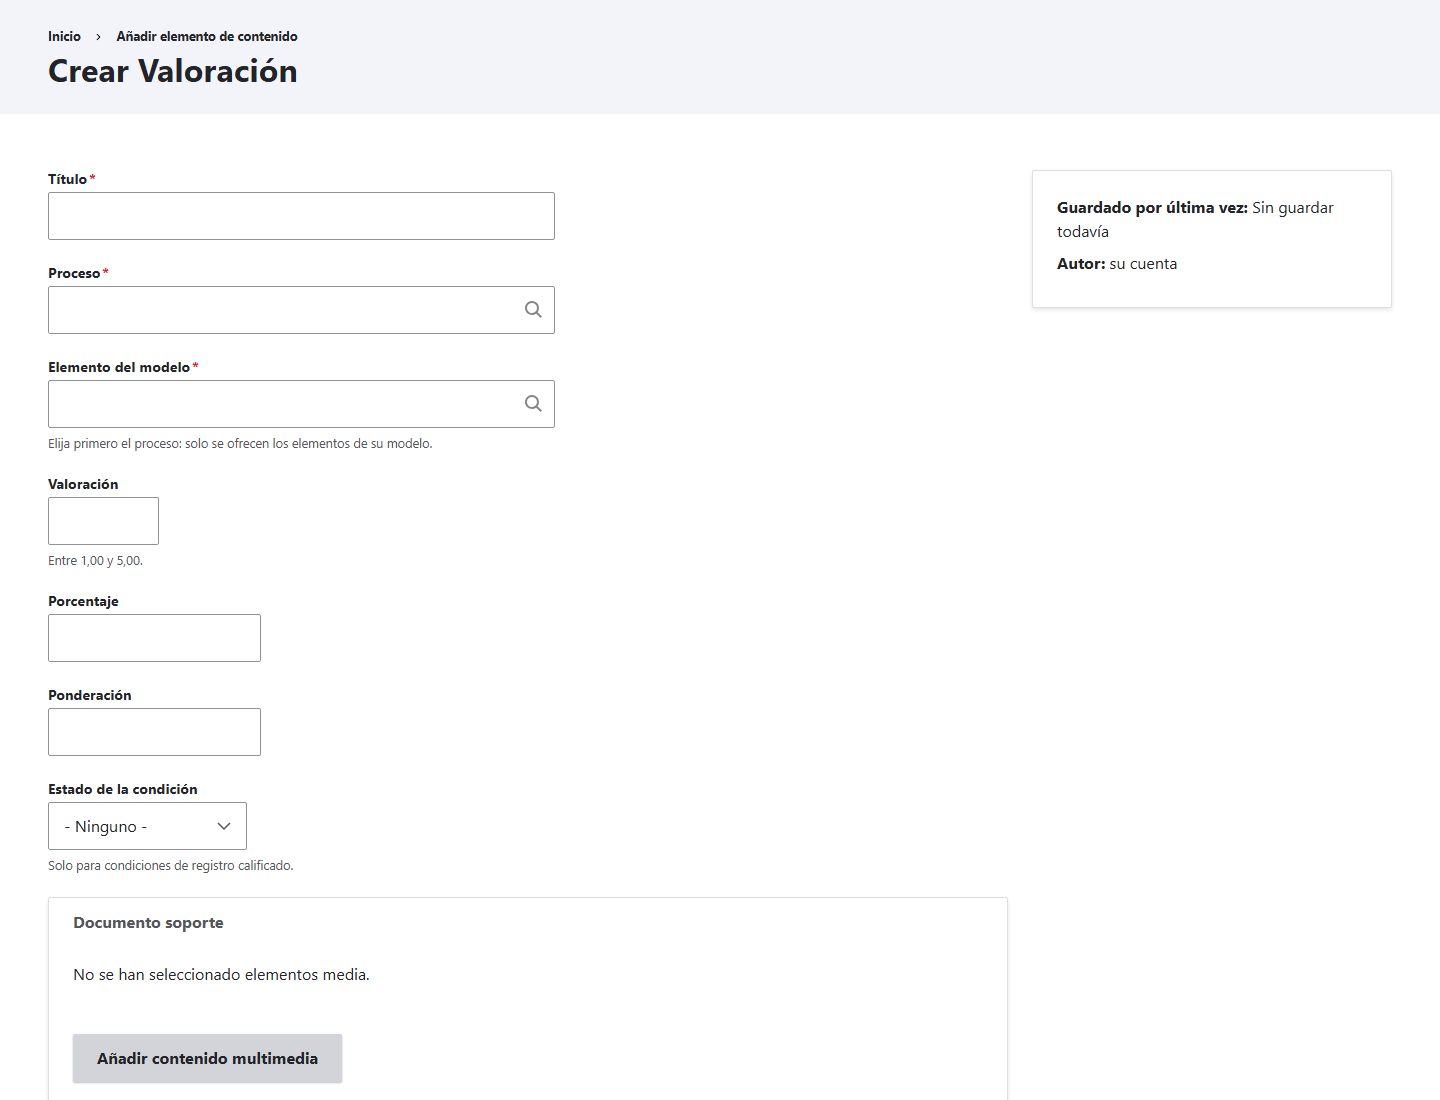 Inicio › Añadir elemento de contenido
Crear Valoración
Título*
Proceso*
Elemento del modelo*
Elija primero el proceso: solo se ofrecen los elementos de su modelo.
Valoración
Entre 1,00 y 5,00.
Porcentaje
Ponderación
Estado de la condición
- Ninguno -
Solo para condiciones de registro calificado.
Documento soporte
No se han seleccionado elementos media.
Añadir contenido multimedia
Guardado por última vez: Sin guardar
todavía
Autor: su cuenta